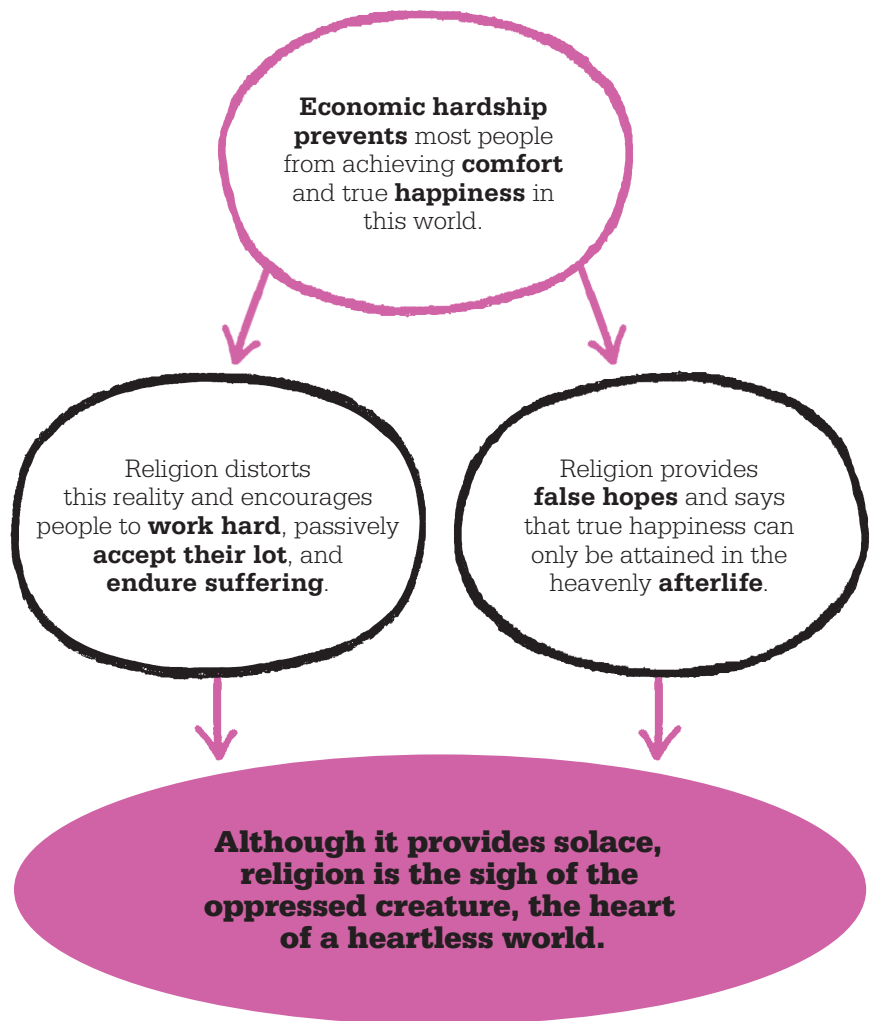 Economic hardship
prevents most people
from achieving comfort
and true happiness in
this world.
Religion distorts
this reality and encourages
people to work hard, passively
accept their lot, and
endure suffering.
Religion provides
false hopes and says
that true happiness can
only be attained in the
heavenly afterlife.
Although it provides solace,
religion is the sigh of the
oppressed creature, the heart
of a heartless world.